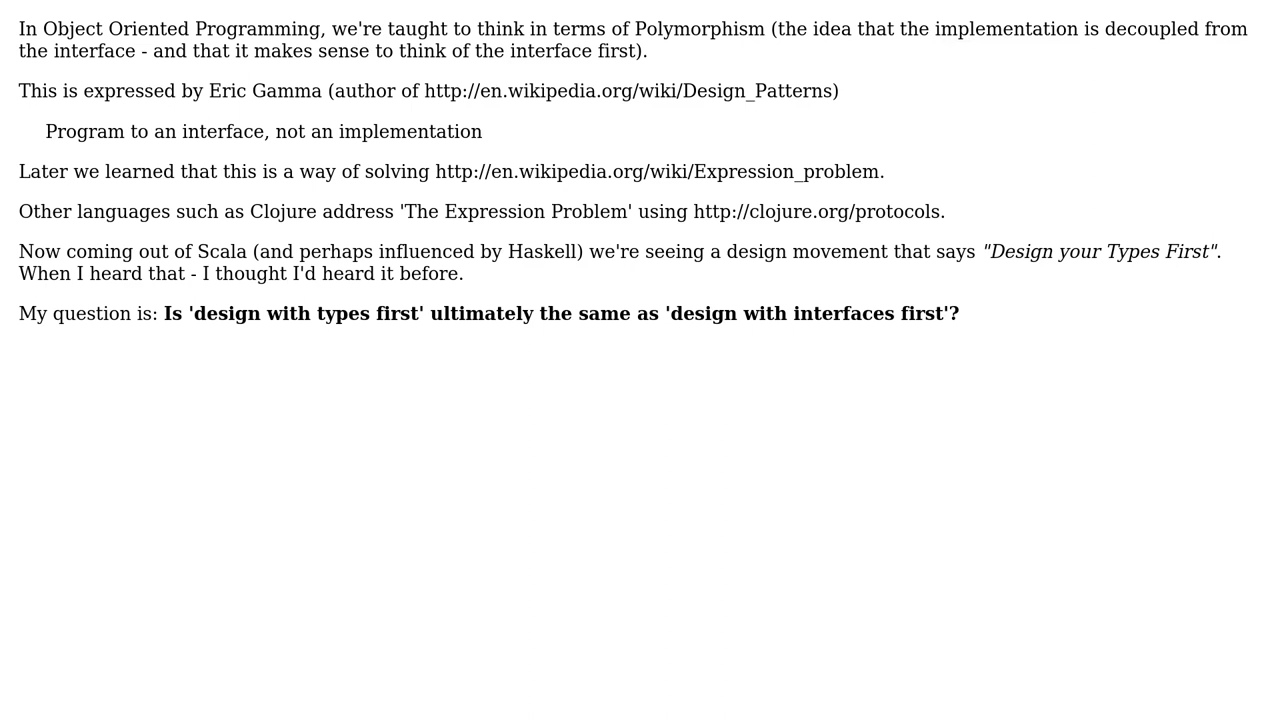 In Object Oriented Programming, we're taught to think in terms of Polymorphism (the idea that the implementation is decoupled from
the interface - and that it makes sense to think of the interface first).
This is expressed by Eric Gamma (author of http://en.wikipedia.org/wiki/Design_Patterns)
Program to an interface, not an implementation
Later we learned that this is a way of solving http://en.wikipedia.org/wiki/Expression_problem.
Other languages such as Clojure address 'The Expression Problem' using http://clojure.org/protocols.
Now coming out of Scala (and perhaps influenced by Haskell) we're seeing a design movement that says "Design your Types First".
When I heard that - I thought I'd heard it before.
My question is: Is 'design with types first' ultimately the same as 'design with interfaces first'?